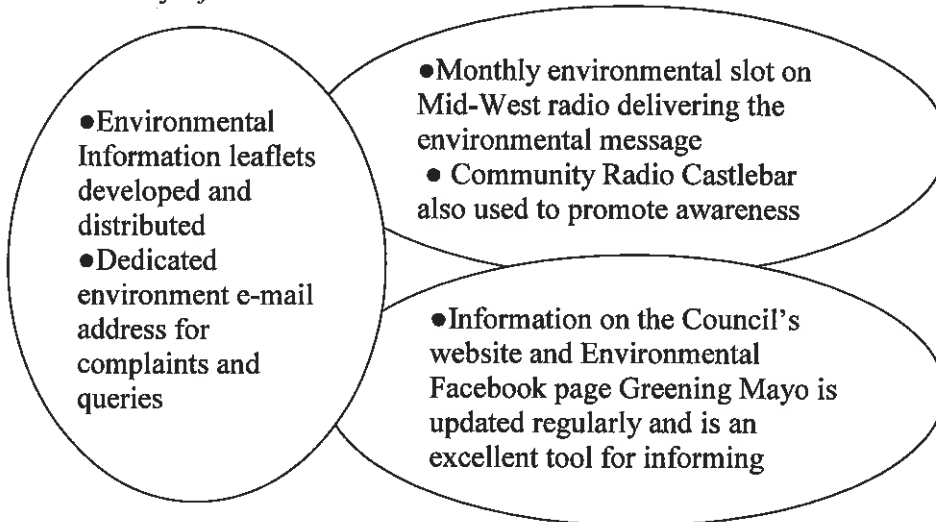 ●Environmental
Information leaflets
developed and
distributed
●Dedicated
environment e-mail
address for
complaints and
queries
●Monthly environmental slot on
Mid-West radio delivering the
environmental message
● Community Radio Castlebar
also used to promote awareness
●Information on the Council's
website and Environmental
Facebook page Greening Mayo is
updated regularly and is an
excellent tool for informing